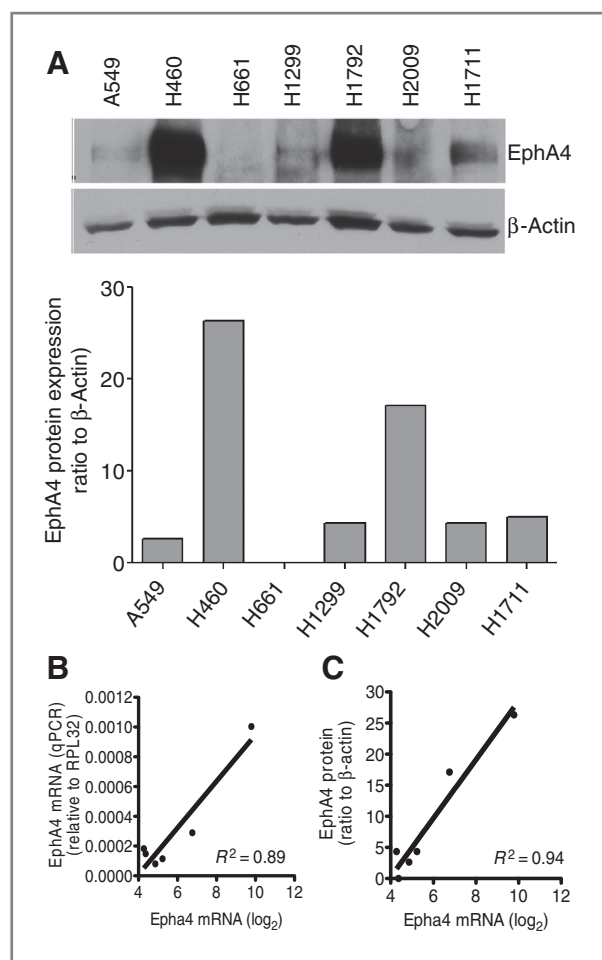 A
A549
H460
H661
H1299
H1792
H2009
H1711
EphA4
β-Actin
EphA4 protein expression
ratio to β-Actin)
30
20
10
0
A549
H460
H661
H1299
H1792
H2009
H1711
B
EphA4 mRNA (qPCR)
(relative to RPL32)
0.0012
0.0010
0.0008
0.0006
0.0004
0.0002
0.0000
R² = 0.89
4 6 8 10 12
Epha4 mRNA (log₂)
C
EphA4 protein
(ratio to β-actin)
30
25
20
15
10
5
0
R² = 0.94
4 6 8 10 12
Epha4 mRNA (log₂)